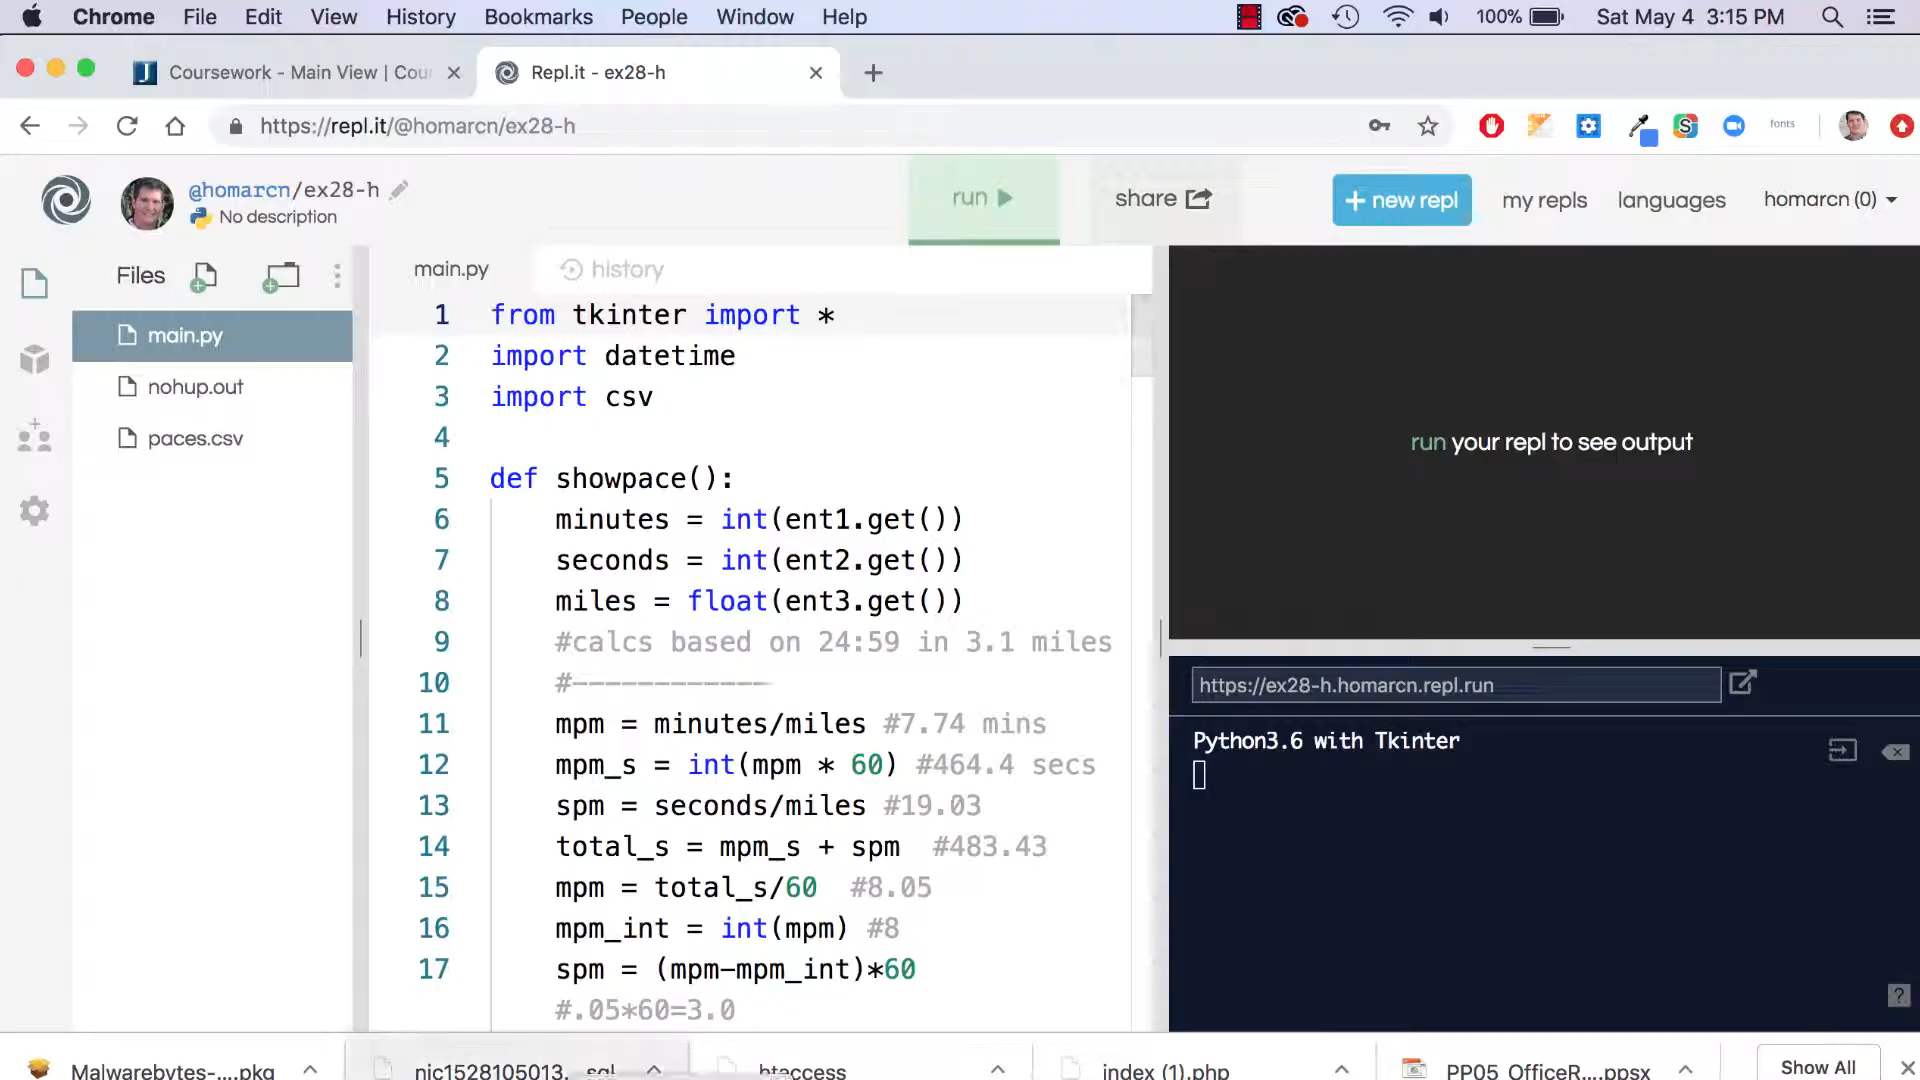 Chrome File Edit View History Bookmarks People Window Help 100% Sat May 4 3:15 PM
Coursework - Main View | Cou
Repl.it - ex28-h
https://repl.it/@homarcn/ex28-h
fonts
@homarcn/ex28-h
No description
run
share
+ new repl
my repls
languages
homarcn (0)
Files
main.py
nohup.out
paces.csv
main.py
history
1 from tkinter import *
2 import datetime
3 import csv
4
5 def showpace():
6 minutes = int(ent1.get())
7 seconds = int(ent2.get())
8 miles = float(ent3.get())
9 #calcs based on 24:59 in 3.1 miles
10 #------------
11 mpm = minutes/miles #7.74 mins
12 mpm_s = int(mpm * 60) #464.4 secs
13 spm = seconds/miles #19.03
14 total_s = mpm_s + spm #483.43
15 mpm = total_s/60 #8.05
16 mpm_int = int(mpm) #8
17 spm = (mpm-mpm_int)*60
#.05*60=3.0
run your repl to see output
https://ex28-h.homarcn.repl.run
Python3.6 with Tkinter
?
Malwarebytes-....pkg
nic1528105013....sql
htaccess
index (1).php
PP05_OfficeR....ppsx
Show All